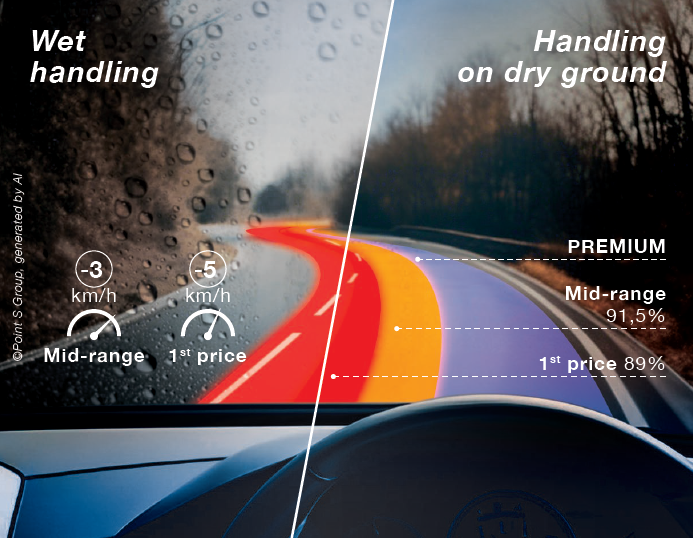 Wet
handling
Handling
on dry ground
©Point S Group, generated by AI
-3
km/h
Mid-range
-5
km/h
1st price
PREMIUM
Mid-range
91,5%
1st price 89%